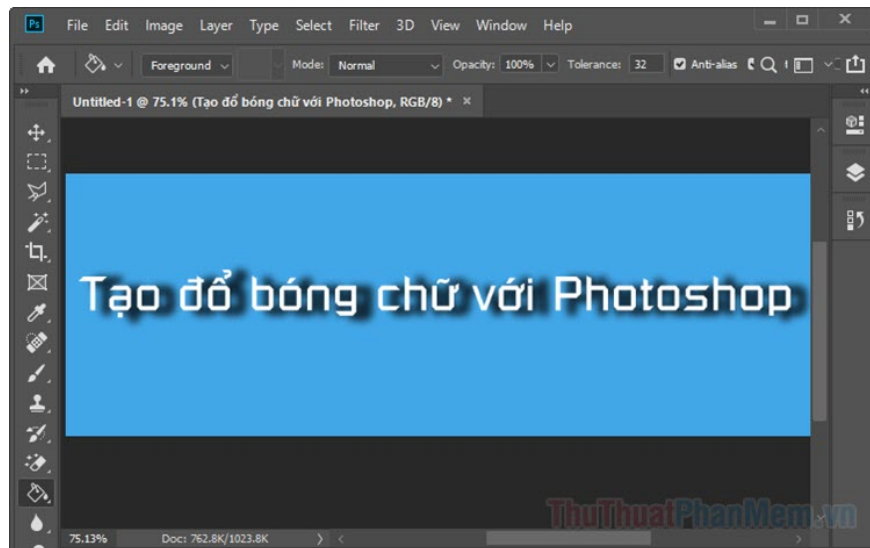 Ps File Edit Image Layer Type Select Filter 3D View Window Help
Foreground Mode: Normal Opacity: 100% Tolerance: 32 Anti-alias
Untitled-1 @ 75.1% (Tạo đổ bóng chữ với Photoshop, RGB/8) * ×
Tạo đổ bóng chữ với Photoshop
ThuThuatPhanMem.vn
75.13% Doc: 762.8K/1023.8K